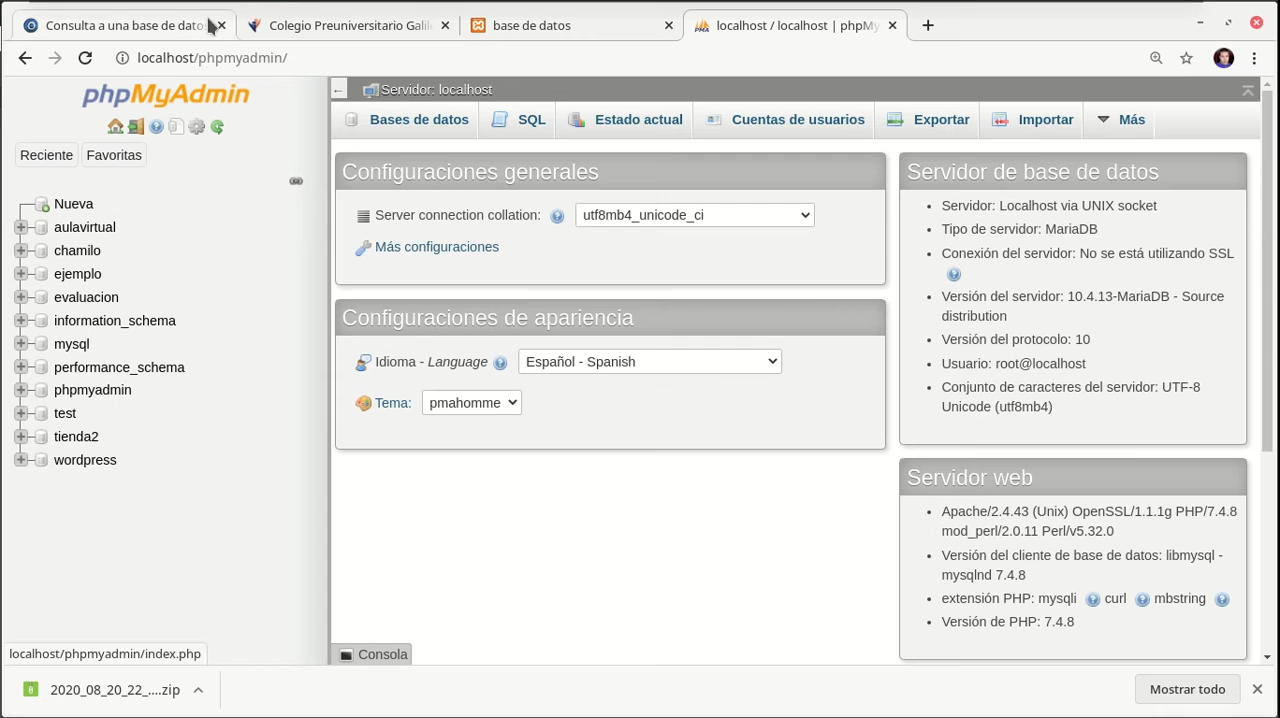 Consulta a una base de dato
Colegio Preuniversitario Galil
base de datos
localhost / localhost | phpMy
localhost/phpmyadmin/
phpMyAdmin
Reciente
Favoritas
Nueva
aulavirtual
chamilo
ejemplo
evaluacion
information_schema
mysql
performance_schema
phpmyadmin
test
tienda2
wordpress
localhost/phpmyadmin/index.php
Servidor: localhost
Bases de datos
SQL
Estado actual
Cuentas de usuarios
Exportar
Importar
Más
Configuraciones generales
Server connection collation:
utf8mb4_unicode_ci
Más configuraciones
Configuraciones de apariencia
Idioma - Language
Español - Spanish
Tema:
pmahomme
Servidor de base de datos
Servidor: Localhost via UNIX socket
Tipo de servidor: MariaDB
Conexión del servidor: No se está utilizando SSL
Versión del servidor: 10.4.13-MariaDB - Source
distribution
Versión del protocolo: 10
Usuario: root@localhost
Conjunto de caracteres del servidor: UTF-8
Unicode (utf8mb4)
Servidor web
Apache/2.4.43 (Unix) OpenSSL/1.1.1g PHP/7.4.8
mod_perl/2.0.11 Perl/v5.32.0
Versión del cliente de base de datos: libmysql -
mysqlnd 7.4.8
extensión PHP: mysqli curl mbstring
Versión de PHP: 7.4.8
Consola
2020_08_20_22_....zip
Mostrar todo